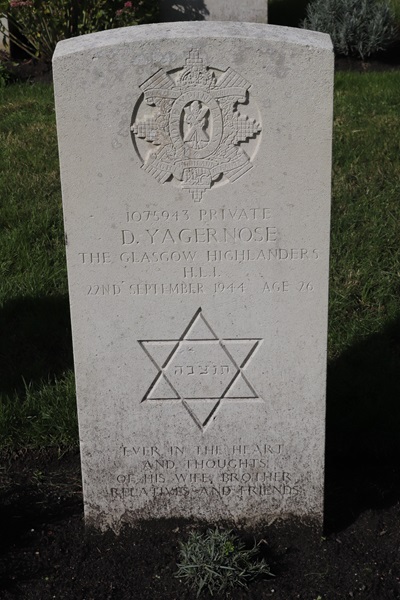 1075943 PRIVATE
D. YAGERNOSE
THE GLASGOW HIGHLANDERS
H.L.I.
22ND SEPTEMBER 1944 AGE 26
תנצבה
EVER IN THE HEART
AND THOUGHTS
OF HIS WIFE, BROTHER
RELATIVES AND FRIENDS